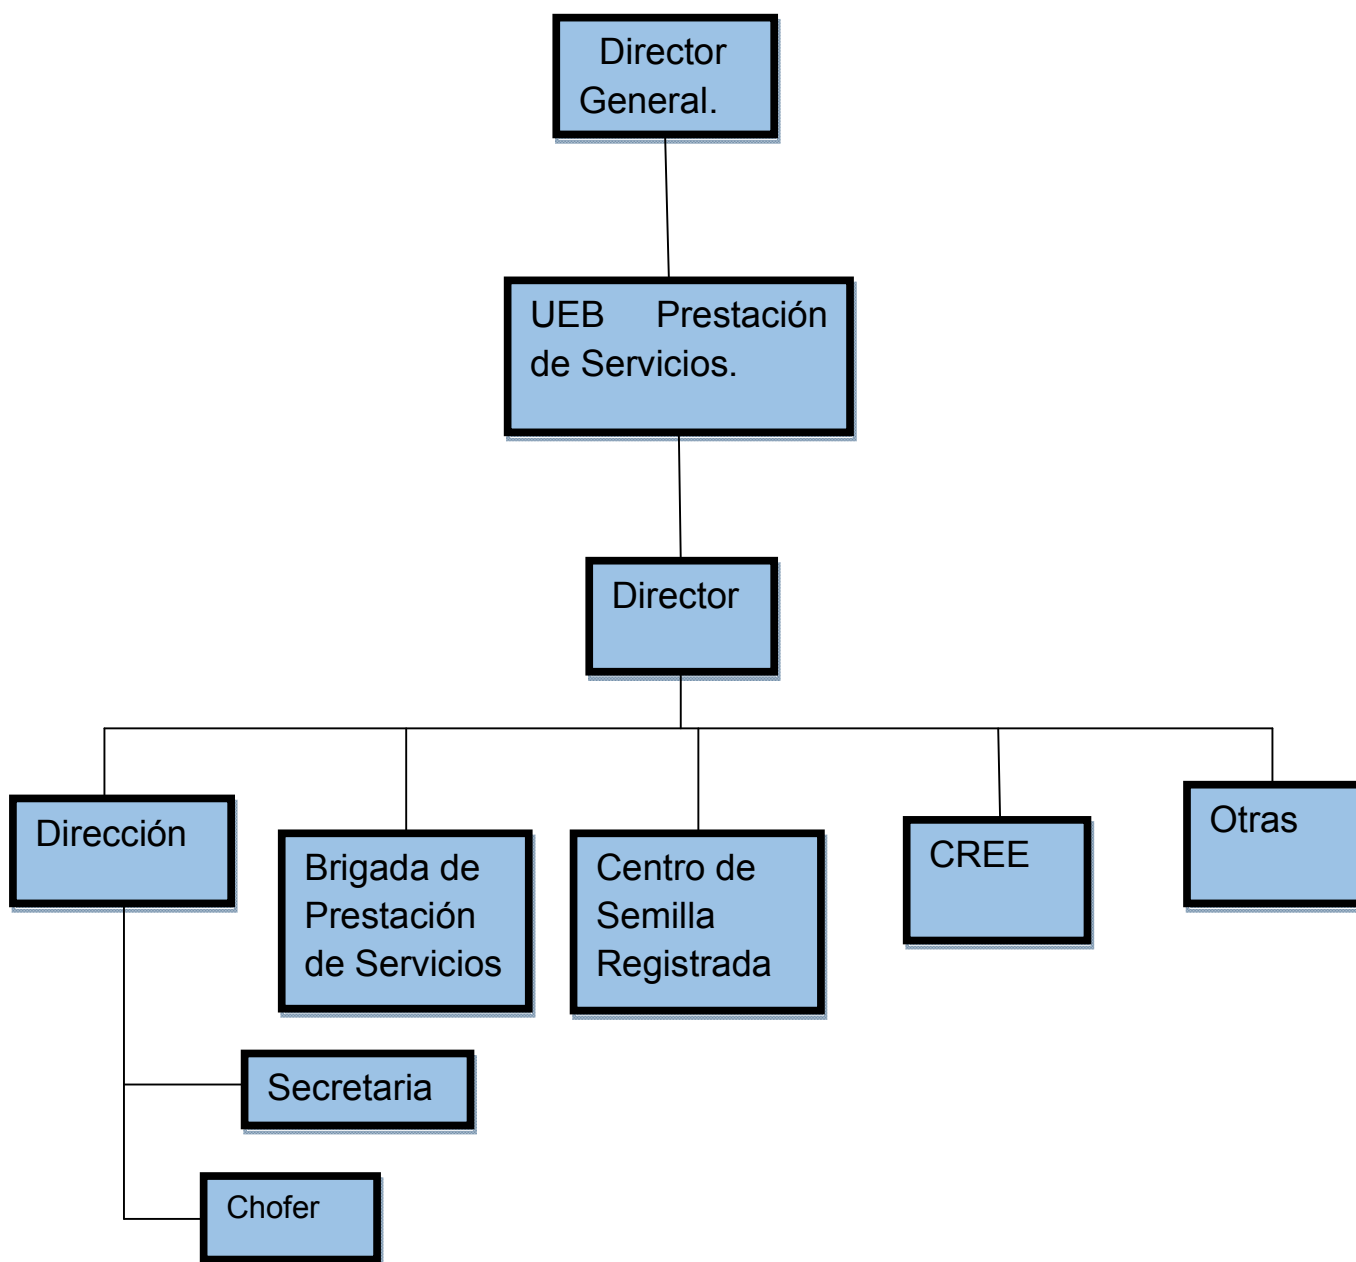 Director
General.
UEB Prestación
de Servicios.
Director
Dirección
Brigada de
Prestación
de Servicios
Centro de
Semilla
Registrada
CREE
Otras
Secretaria
Chofer